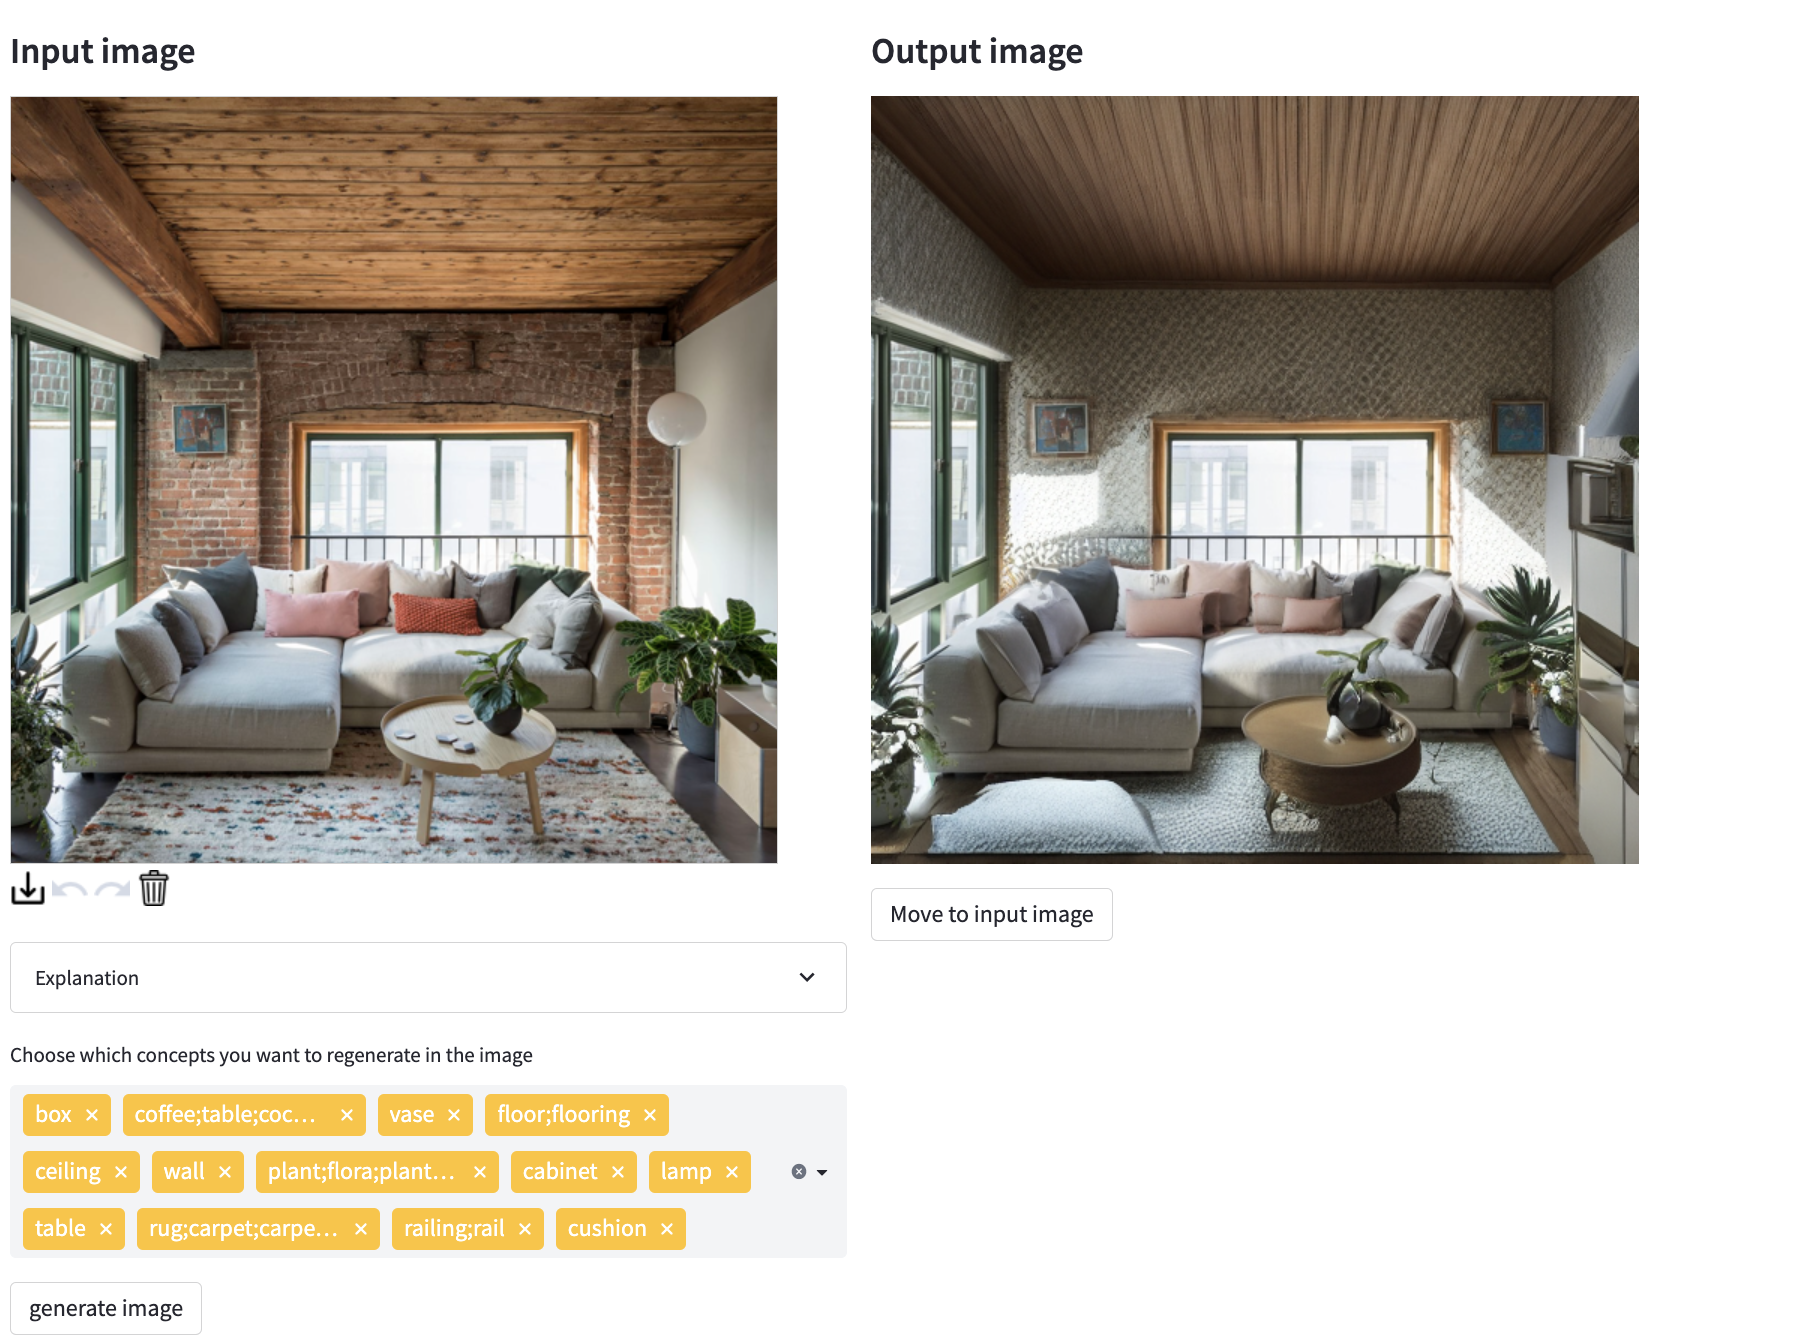 Input image
Output image
Move to input image
Explanation
Choose which concepts you want to regenerate in the image
box × coffee;table;coc... × vase × floor;flooring ×
ceiling × wall × plant;flora;plant... × cabinet × lamp ×
table × rug;carpet;carpe... × railing;rail × cushion ×
generate image